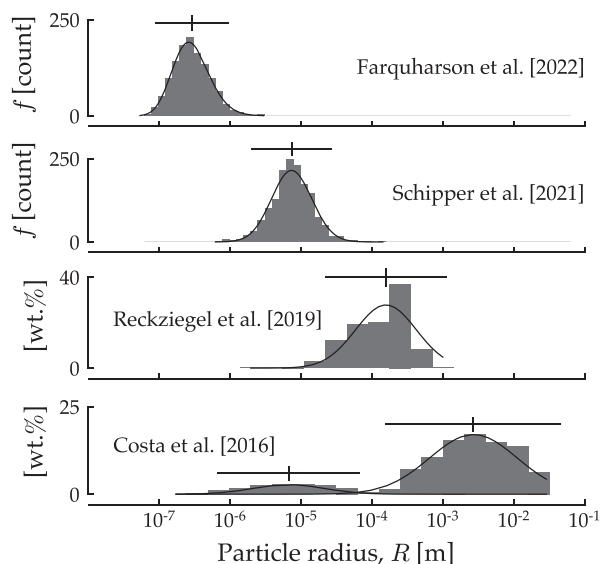 250
f [count]
Farquharson et al. [2022]
0
250
f [count]
Schipper et al. [2021]
0
40
[wt.%]
Reckziegel et al. [2019]
0
25
[wt.%]
Costa et al. [2016]
0
10⁻⁷ 10⁻⁶ 10⁻⁵ 10⁻⁴ 10⁻³ 10⁻² 10⁻¹
Particle radius, R [m]